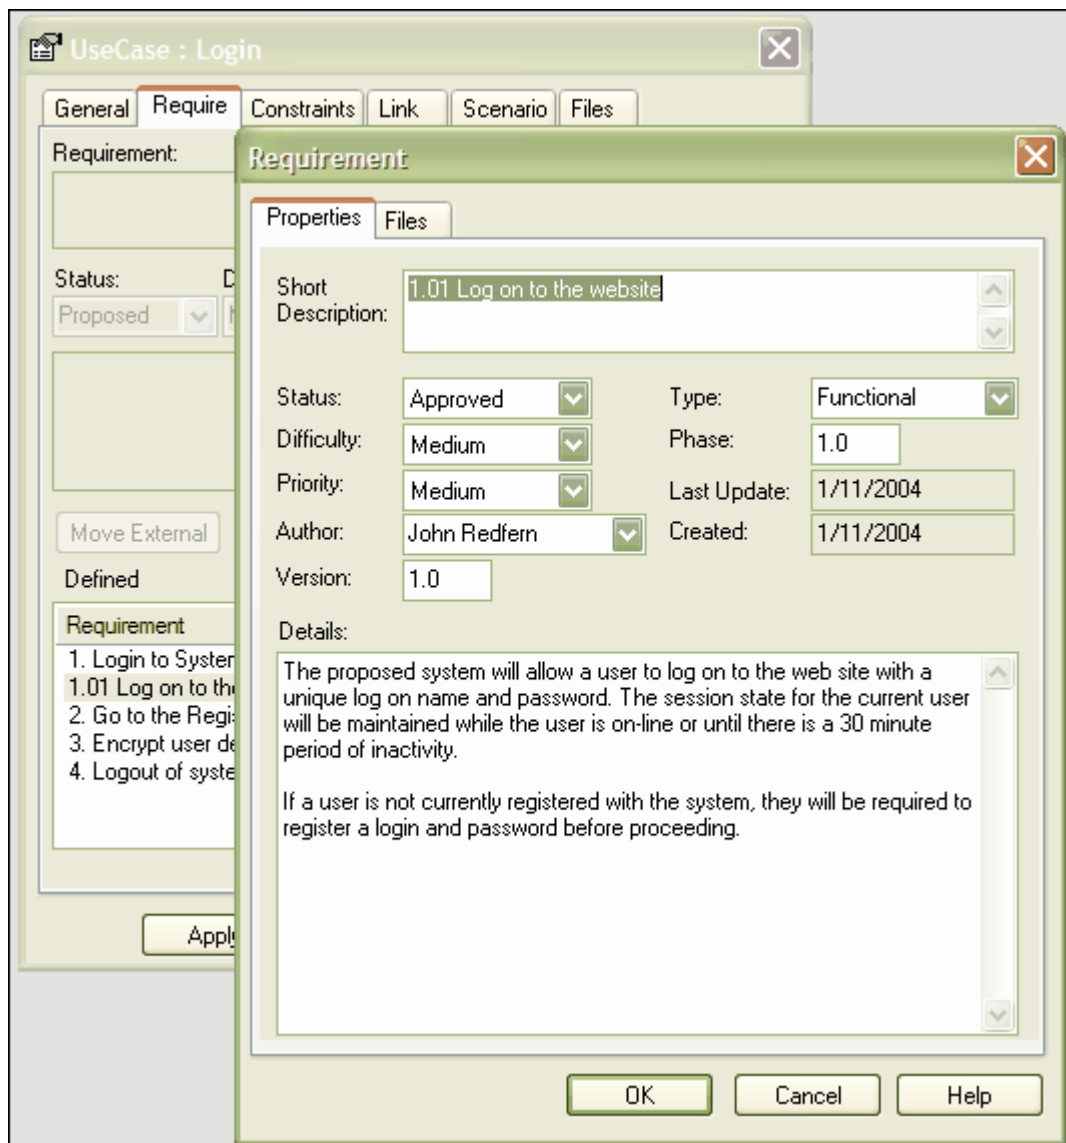 UseCase : Login
General Require Constraints Link Scenario Files
Requirement:
Status:
Proposed
Move External
Defined
Requirement
1. Login to System
1.01 Log on to the
2. Go to the
3. Encrypt user
4. Logout of
Apply
Requirement
Properties Files
Short
Description:
1.01 Log on to the website
Status: Approved Type: Functional
Difficulty: Medium Phase: 1.0
Priority: Medium Last Update: 1/11/2004
Author: John Redfern Created: 1/11/2004
Version: 1.0
Details:
The proposed system will allow a user to log on to the web site with a
unique log on name and password. The session state for the current user
will be maintained while the user is on-line or until there is a 30 minute
period of inactivity.
If a user is not currently registered with the system, they will be required to
register a login and password before proceeding.
OK Cancel Help